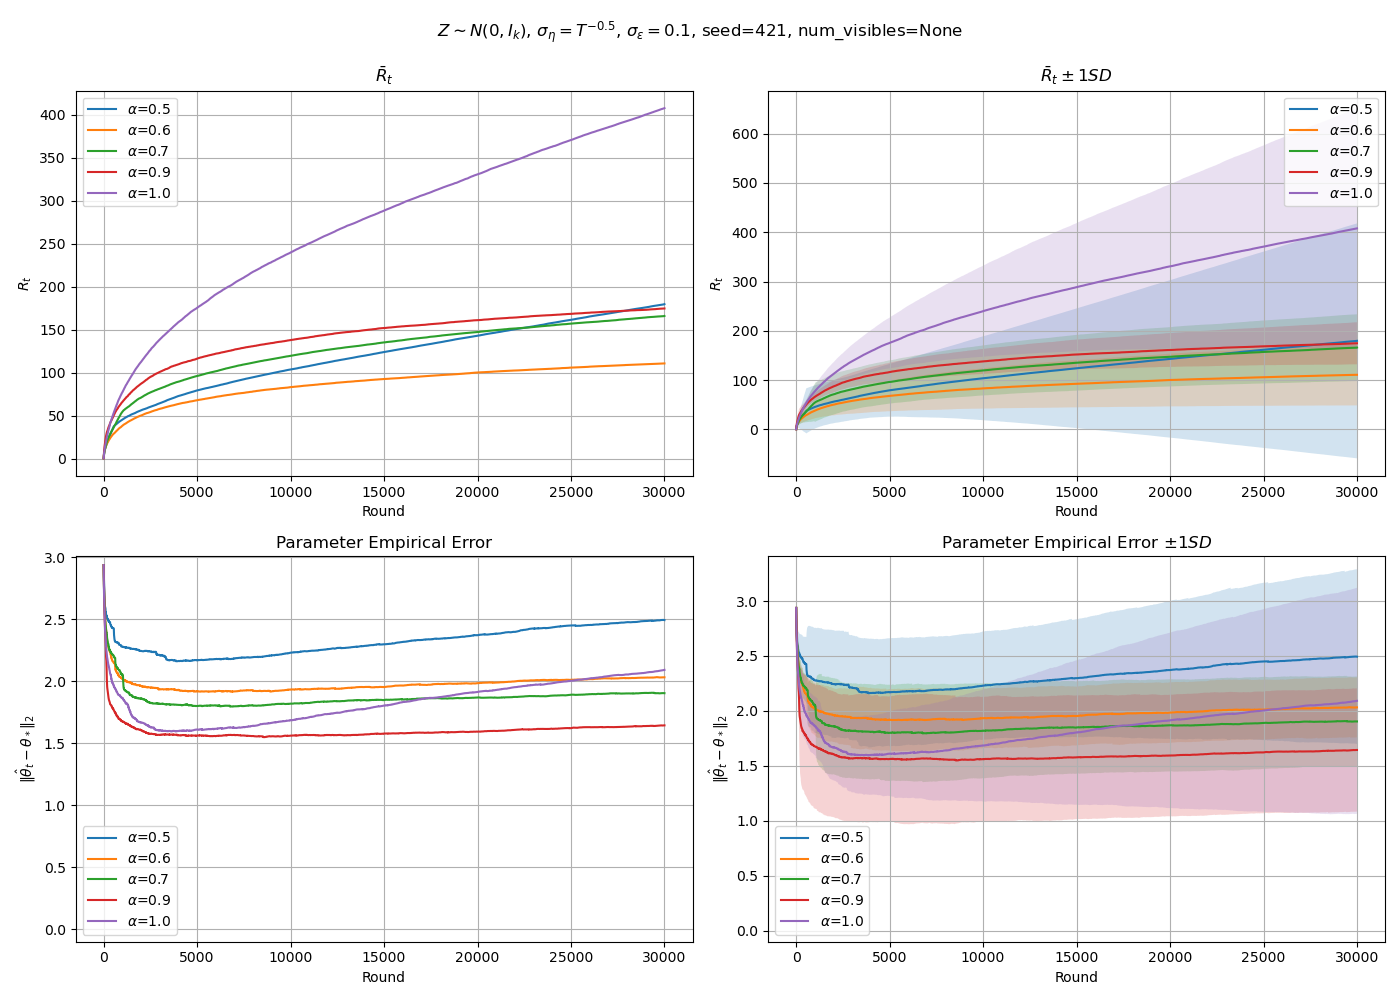 Z ∼ N(0, I_k), σ_η = T^{−0.5}, σ_ε = 0.1, seed=421, num_visibles=None
R̄_t
400
350
300
250
200
150
100
50
0
R_t
α=0.5
α=0.6
α=0.7
α=0.9
α=1.0
0 5000 10000 15000 20000 25000 30000
Round
R̄_t ± 1SD
600
500
400
300
200
100
0
R_t
α=0.5
α=0.6
α=0.7
α=0.9
α=1.0
0 5000 10000 15000 20000 25000 30000
Round
Parameter Empirical Error
3.0
2.5
2.0
1.5
1.0
0.5
0.0
‖θ̂_t − θ_*‖_2
α=0.5
α=0.6
α=0.7
α=0.9
α=1.0
0 5000 10000 15000 20000 25000 30000
Round
Parameter Empirical Error ±1SD
3.0
2.5
2.0
1.5
1.0
0.5
0.0
‖θ̂_t − θ_*‖_2
α=0.5
α=0.6
α=0.7
α=0.9
α=1.0
0 5000 10000 15000 20000 25000 30000
Round